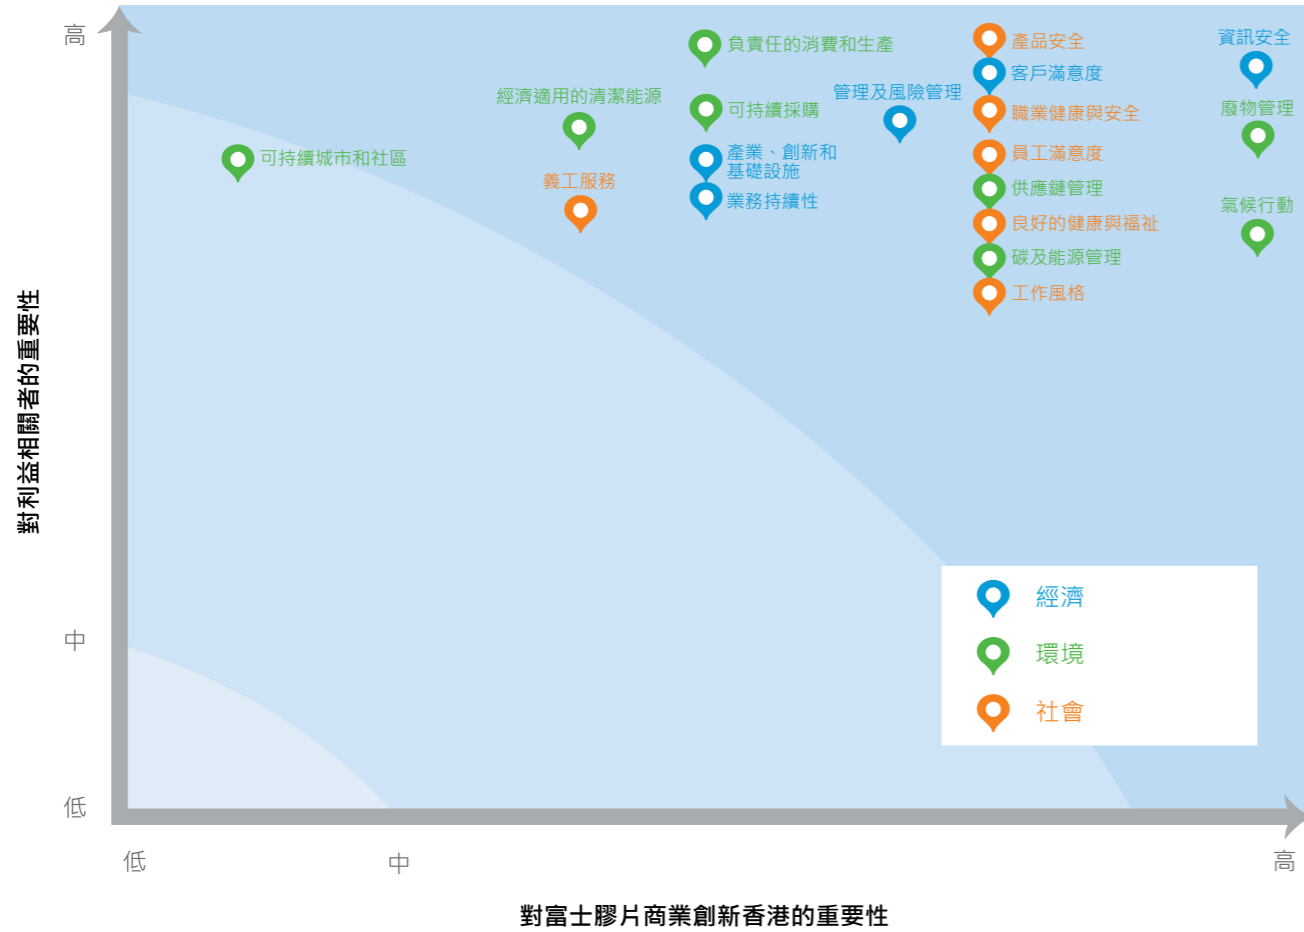 高
中
低
對利益相關者的重要性
可持續城市和社區
經濟適用的清潔能源
義工服務
負責任的消費和生產
可持續採購
產業、創新和
基礎設施
業務持續性
管理及風險管理
產品安全
客戶滿意度
職業健康與安全
員工滿意度
供應鏈管理
良好的健康與福祉
碳及能源管理
工作風格
資訊安全
廢物管理
氣候行動
經濟
環境
社會
低
中
高
對富士膠片商業創新香港的重要性